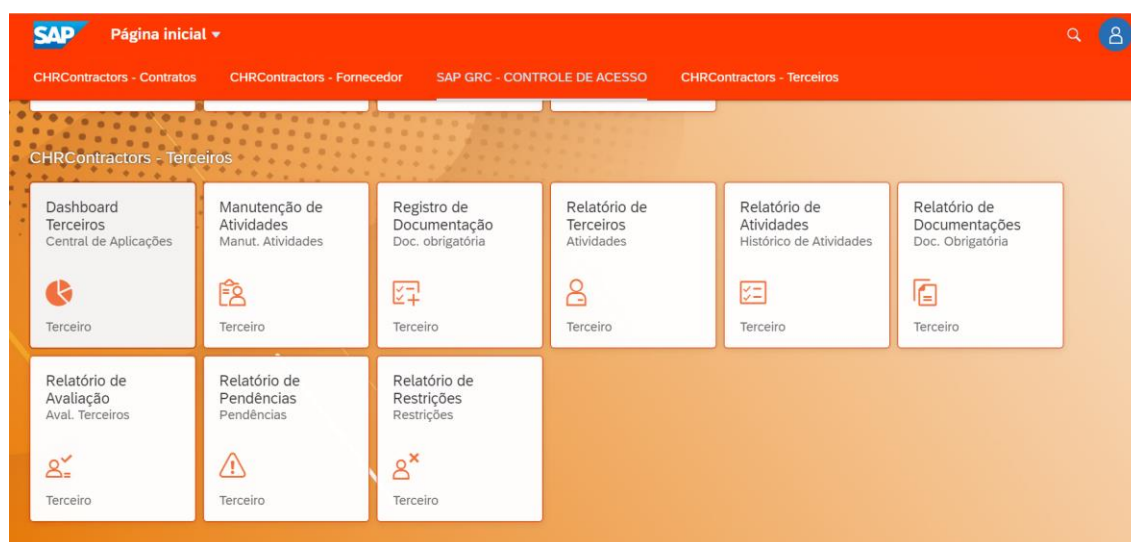 SAP Página inicial
CHRContractors - Contratos CHRContractors - Fornecedor SAP GRC - CONTROLE DE ACESSO CHRContractors - Terceiros
CHRContractors - Terceiros
Dashboard
Terceiros
Central de Aplicações
Terceiro
Manutenção de
Atividades
Manut. Atividades
Terceiro
Registro de
Documentação
Doc. obrigatória
Terceiro
Relatório de
Terceiros
Atividades
Terceiro
Relatório de
Atividades
Histórico de Atividades
Terceiro
Relatório de
Documentações
Doc. Obrigatória
Terceiro
Relatório de
Avaliação
Aval. Terceiros
Terceiro
Relatório de
Pendências
Pendências
Terceiro
Relatório de
Restrições
Restrições
Terceiro